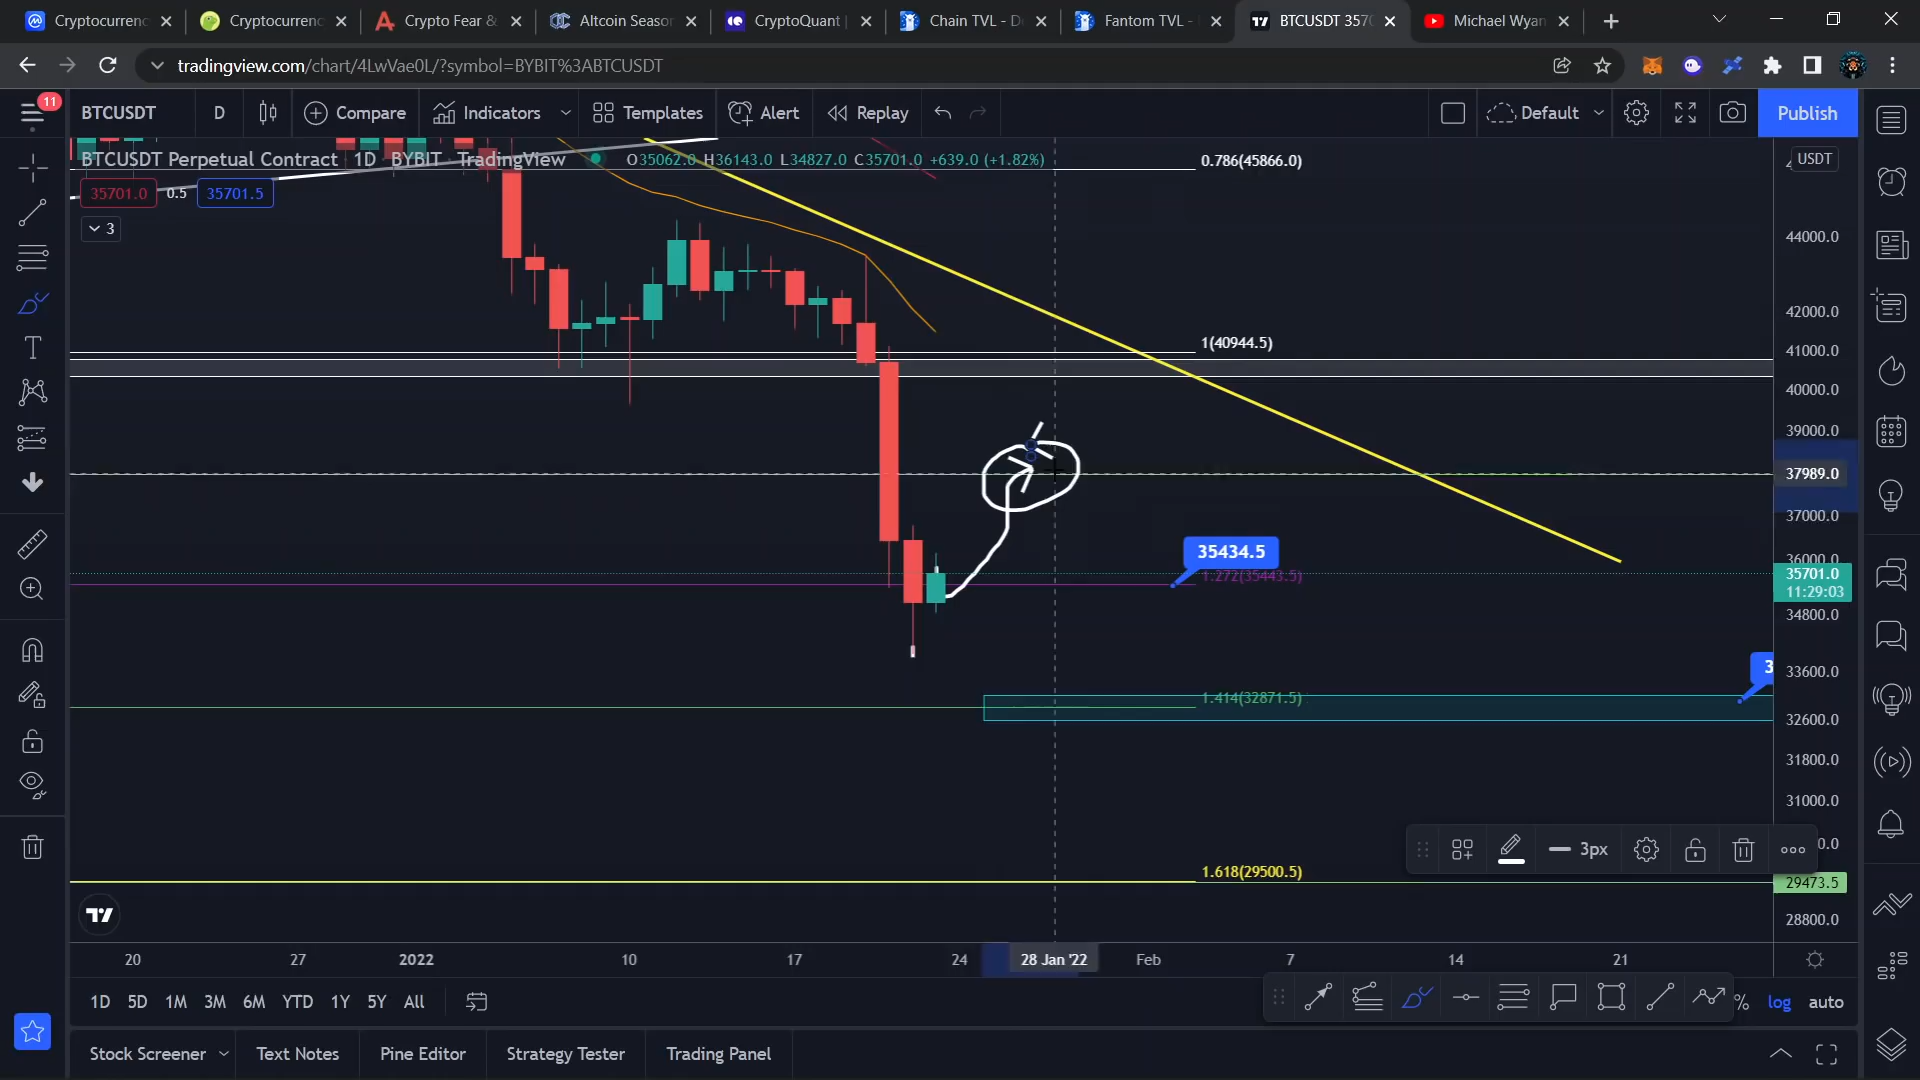 Cryptocurrenc
Cryptocurrenc
Crypto Fear &
Altcoin Season
CryptoQuant |
Chain TVL - D
Fantom TVL -
BTCUSDT 3570
Michael Wyan
tradingview.com/chart/4LwVae0L/?symbol=BYBIT%3ABTCUSDT
11
BTCUSDT D Compare Indicators Templates Alert Replay Default Publish
BTCUSDT Perpetual Contract · 1D · BYBIT · TradingView O35062.0 H36143.0 L34827.0 C35701.0 +639.0 (+1.82%)
USDT
35701.0 0.5 35701.5
3
0.786(45866.0)
44000.0
42000.0
1(40944.5)
41000.0
40000.0
39000.0
37989.0
37000.0
36000.0
35434.5
1.272(35443.5)
35701.0
11:29:03
34800.0
3
33600.0
1.414(32871.5)
32600.0
31800.0
31000.0
3px
1.618(29500.5)
29473.5
28800.0
20 27 2022 10 17 24 28 Jan '22 Feb 7 14 21
1D 5D 1M 3M 6M YTD 1Y 5Y All % log auto
Stock Screener Text Notes Pine Editor Strategy Tester Trading Panel